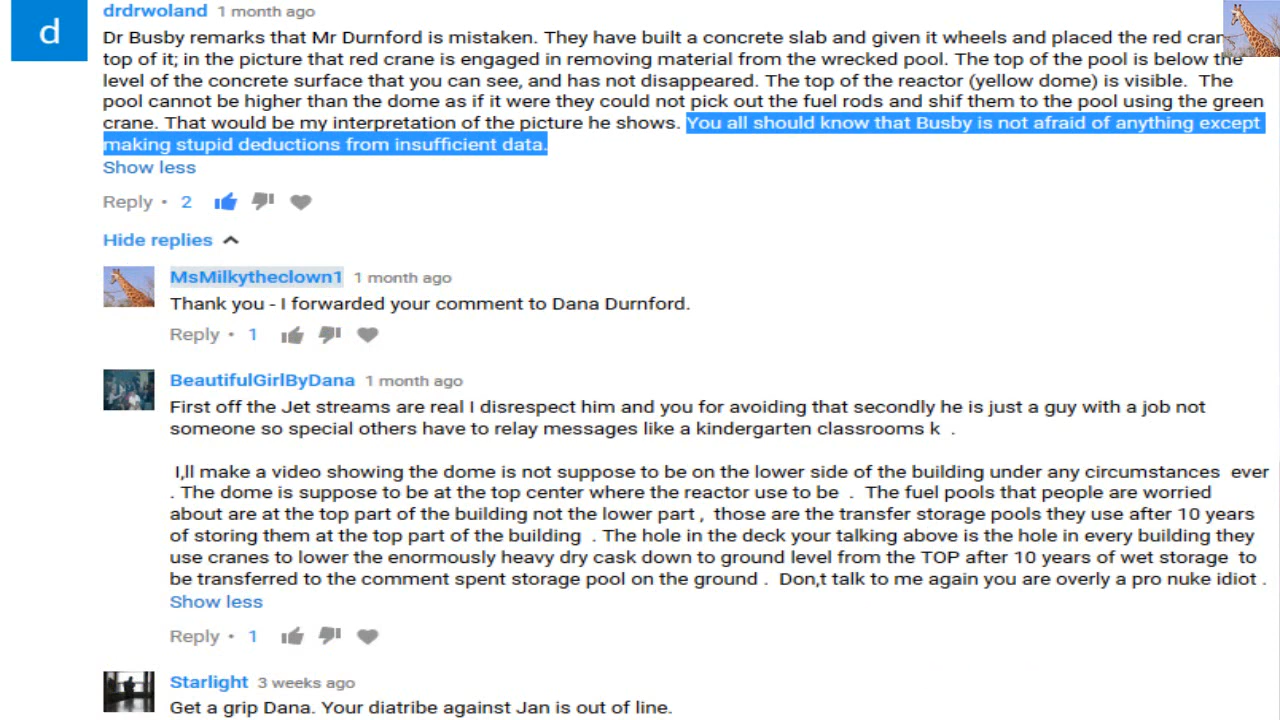 d
drdrwoland 1 month ago
Dr Busby remarks that Mr Durnford is mistaken. They have built a concrete slab and given it wheels and placed the red cran
top of it; in the picture that red crane is engaged in removing material from the wrecked pool. The top of the pool is below the
level of the concrete surface that you can see, and has not disappeared. The top of the reactor (yellow dome) is visible. The
pool cannot be higher than the dome as if it were they could not pick out the fuel rods and shif them to the pool using the green
crane. That would be my interpretation of the picture he shows. You all should know that Busby is not afraid of anything except
making stupid deductions from insufficient data.
Show less
Reply • 2
Hide replies
MsMilkytheclown1 1 month ago
Thank you - I forwarded your comment to Dana Durnford.
Reply • 1
BeautifulGirlByDana 1 month ago
First off the Jet streams are real I disrespect him and you for avoiding that secondly he is just a guy with a job not
someone so special others have to relay messages like a kindergarten classrooms k .
I,ll make a video showing the dome is not suppose to be on the lower side of the building under any circumstances ever
. The dome is suppose to be at the top center where the reactor use to be . The fuel pools that people are worried
about are at the top part of the building not the lower part , those are the transfer storage pools they use after 10 years
of storing them at the top part of the building . The hole in the deck your talking above is the hole in every building they
use cranes to lower the enormously heavy dry cask down to ground level from the TOP after 10 years of wet storage to
be transferred to the comment spent storage pool on the ground . Don,t talk to me again you are overly a pro nuke idiot .
Show less
Reply • 1
Starlight 3 weeks ago
Get a grip Dana. Your diatribe against Jan is out of line.